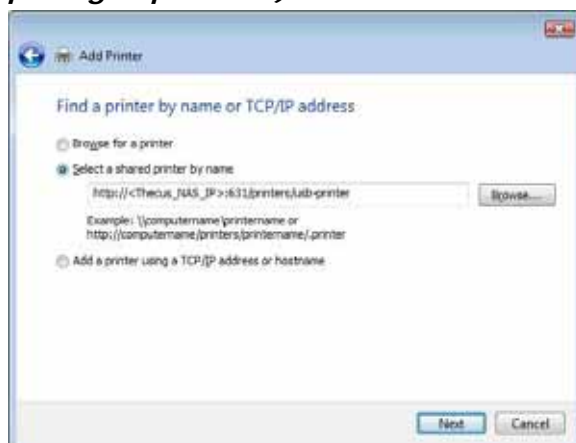 Add Printer
Find a printer by name or TCP/IP address
Browse for a printer
Select a shared printer by name
http://<Thecus_NAS_IP>:631/printers/usb-printer
Browse...
Example: \\computername\printername or
http://computername/printers/printername/.printer
Add a printer using a TCP/IP address or hostname
Next Cancel